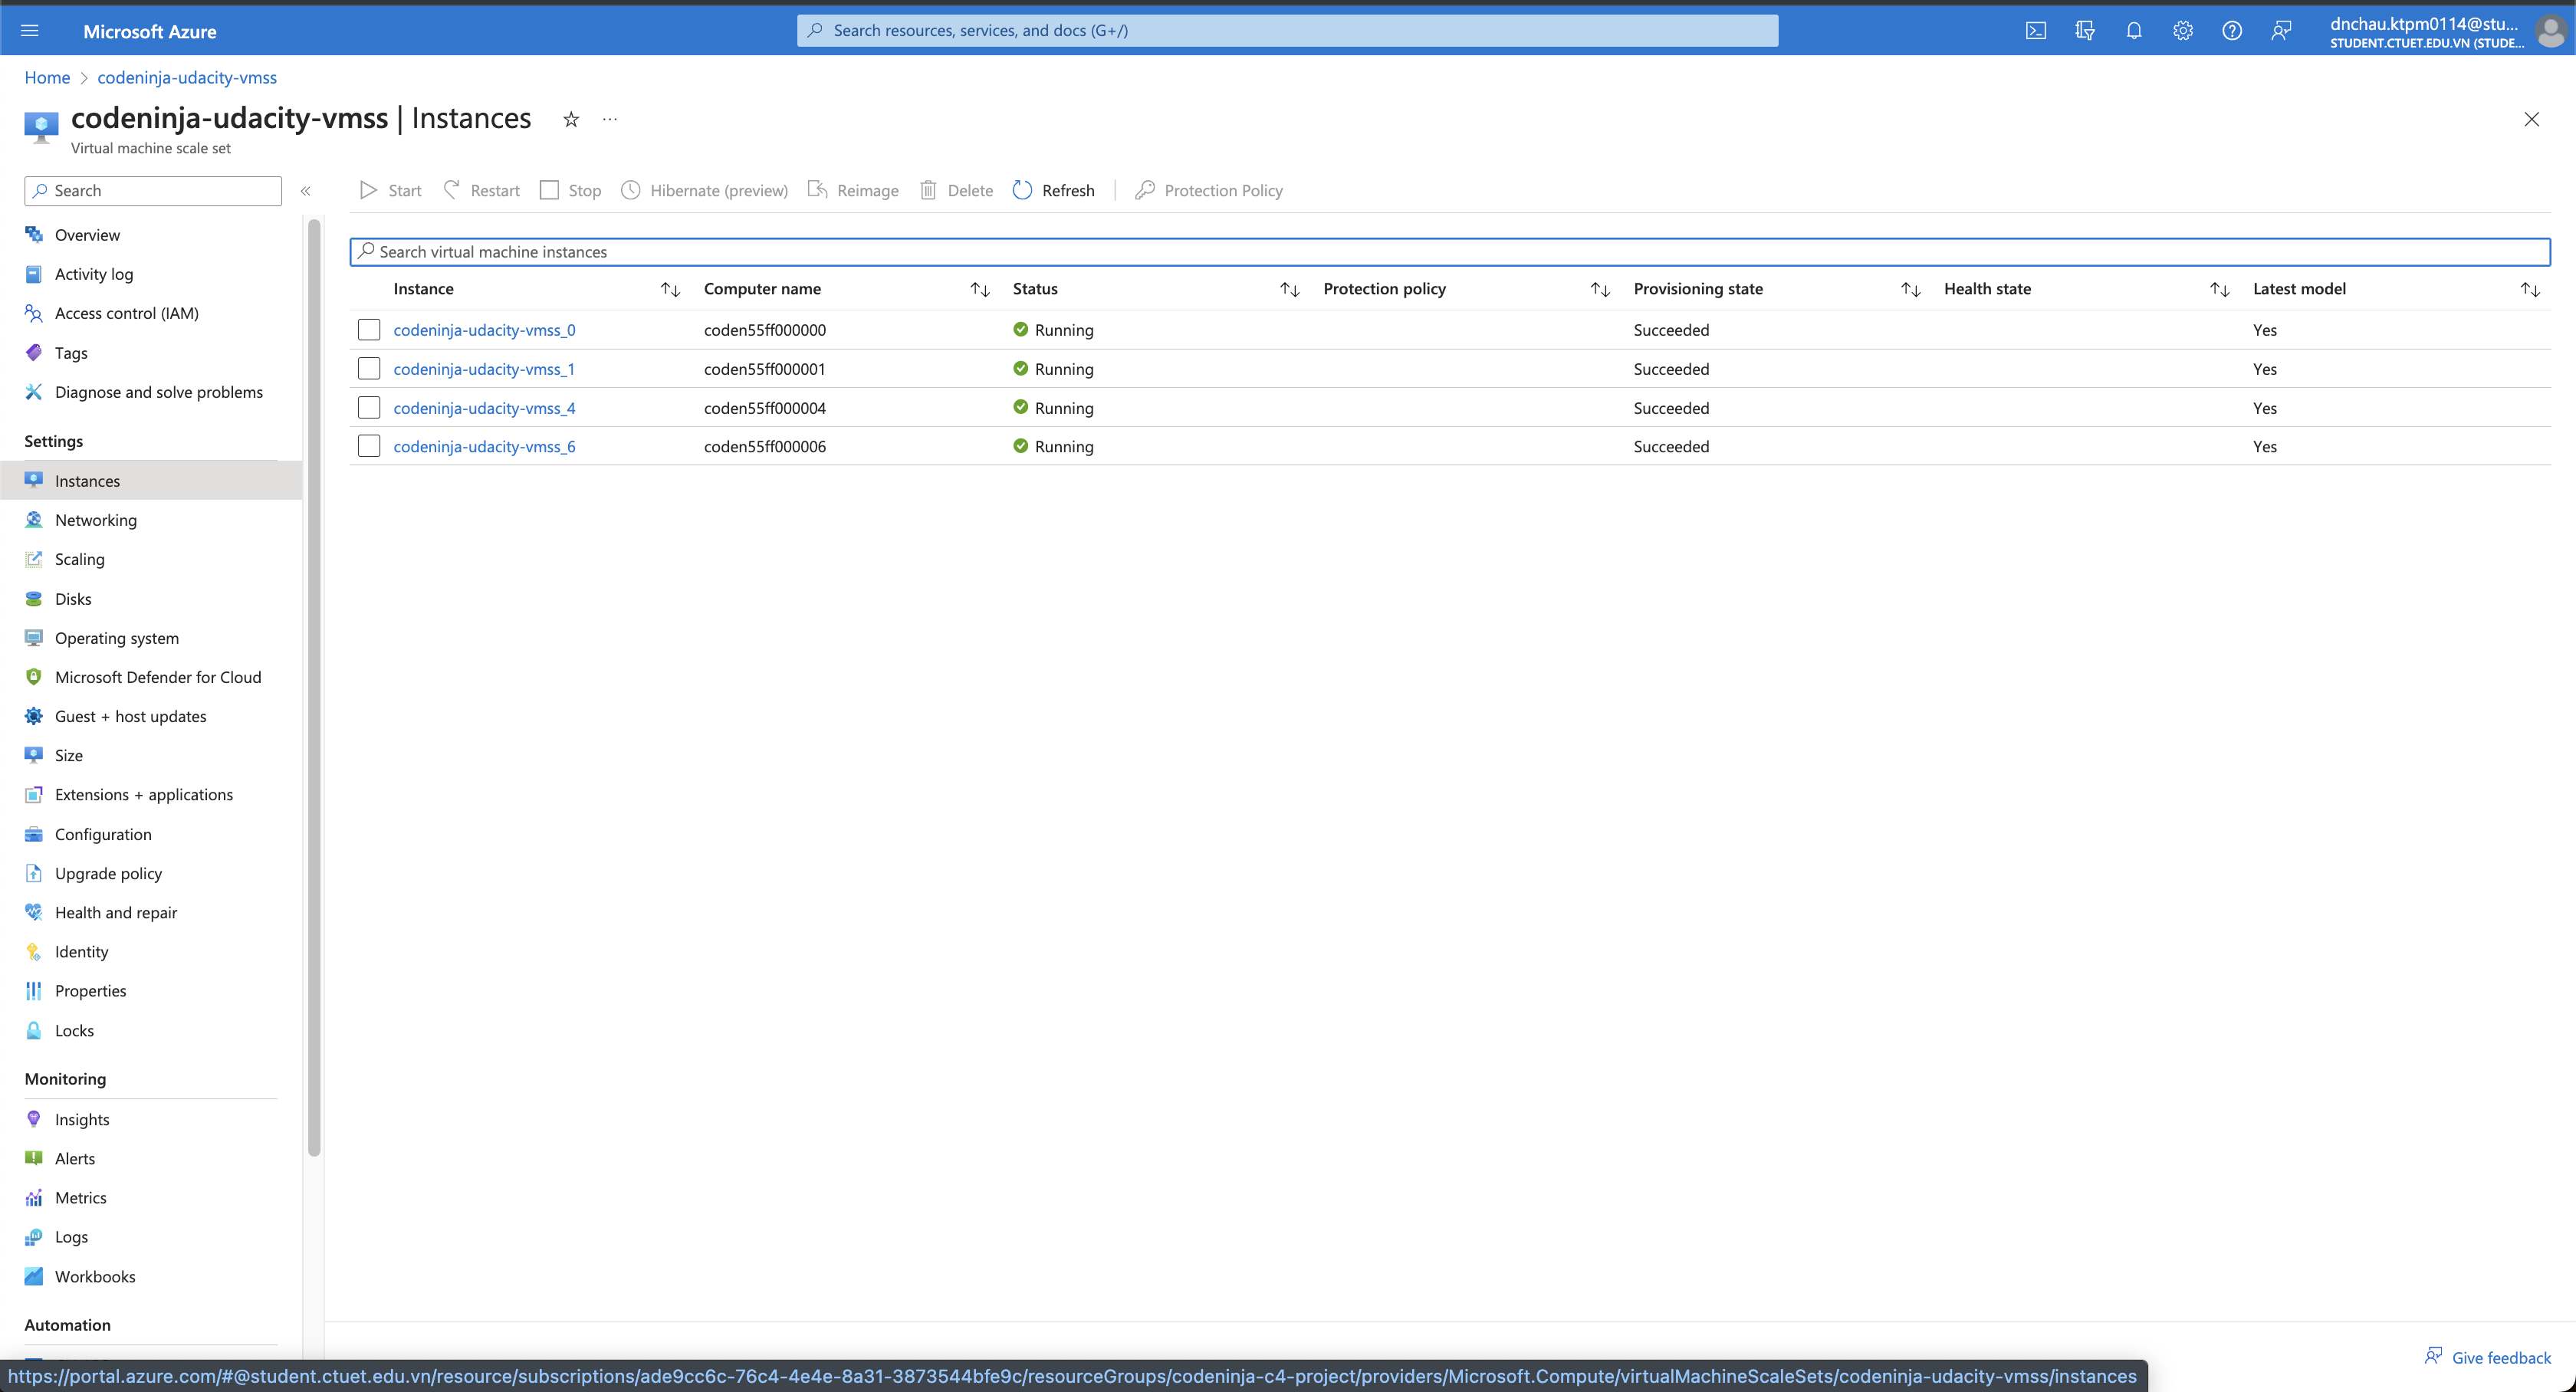 Microsoft Azure
Search resources, services, and docs (G+/)
dnchau.ktpm0114@stu...
STUDENT.CTUET.EDU.VN (STUDE...
Home > codeninja-udacity-vmss
codeninja-udacity-vmss | Instances
Virtual machine scale set
Search
Start Restart Stop Hibernate (preview) Reimage Delete Refresh Protection Policy
Overview
Activity log
Access control (IAM)
Tags
Diagnose and solve problems
Settings
Instances
Networking
Scaling
Disks
Operating system
Microsoft Defender for Cloud
Guest + host updates
Size
Extensions + applications
Configuration
Upgrade policy
Health and repair
Identity
Properties
Locks
Monitoring
Insights
Alerts
Metrics
Logs
Workbooks
Automation
Search virtual machine instances
Instance Computer name Status Protection policy Provisioning state Health state Latest model
codeninja-udacity-vmss_0 coden55ff000000 Running Succeeded Yes
codeninja-udacity-vmss_1 coden55ff000001 Running Succeeded Yes
codeninja-udacity-vmss_4 coden55ff000004 Running Succeeded Yes
codeninja-udacity-vmss_6 coden55ff000006 Running Succeeded Yes
Give feedback
https://portal.azure.com/#@student.ctuet.edu.vn/resource/subscriptions/ade9cc6c-76c4-4e4e-8a31-3873544bfe9c/resourceGroups/codeninja-c4-project/providers/Microsoft.Compute/virtualMachineScaleSets/codeninja-udacity-vmss/instances